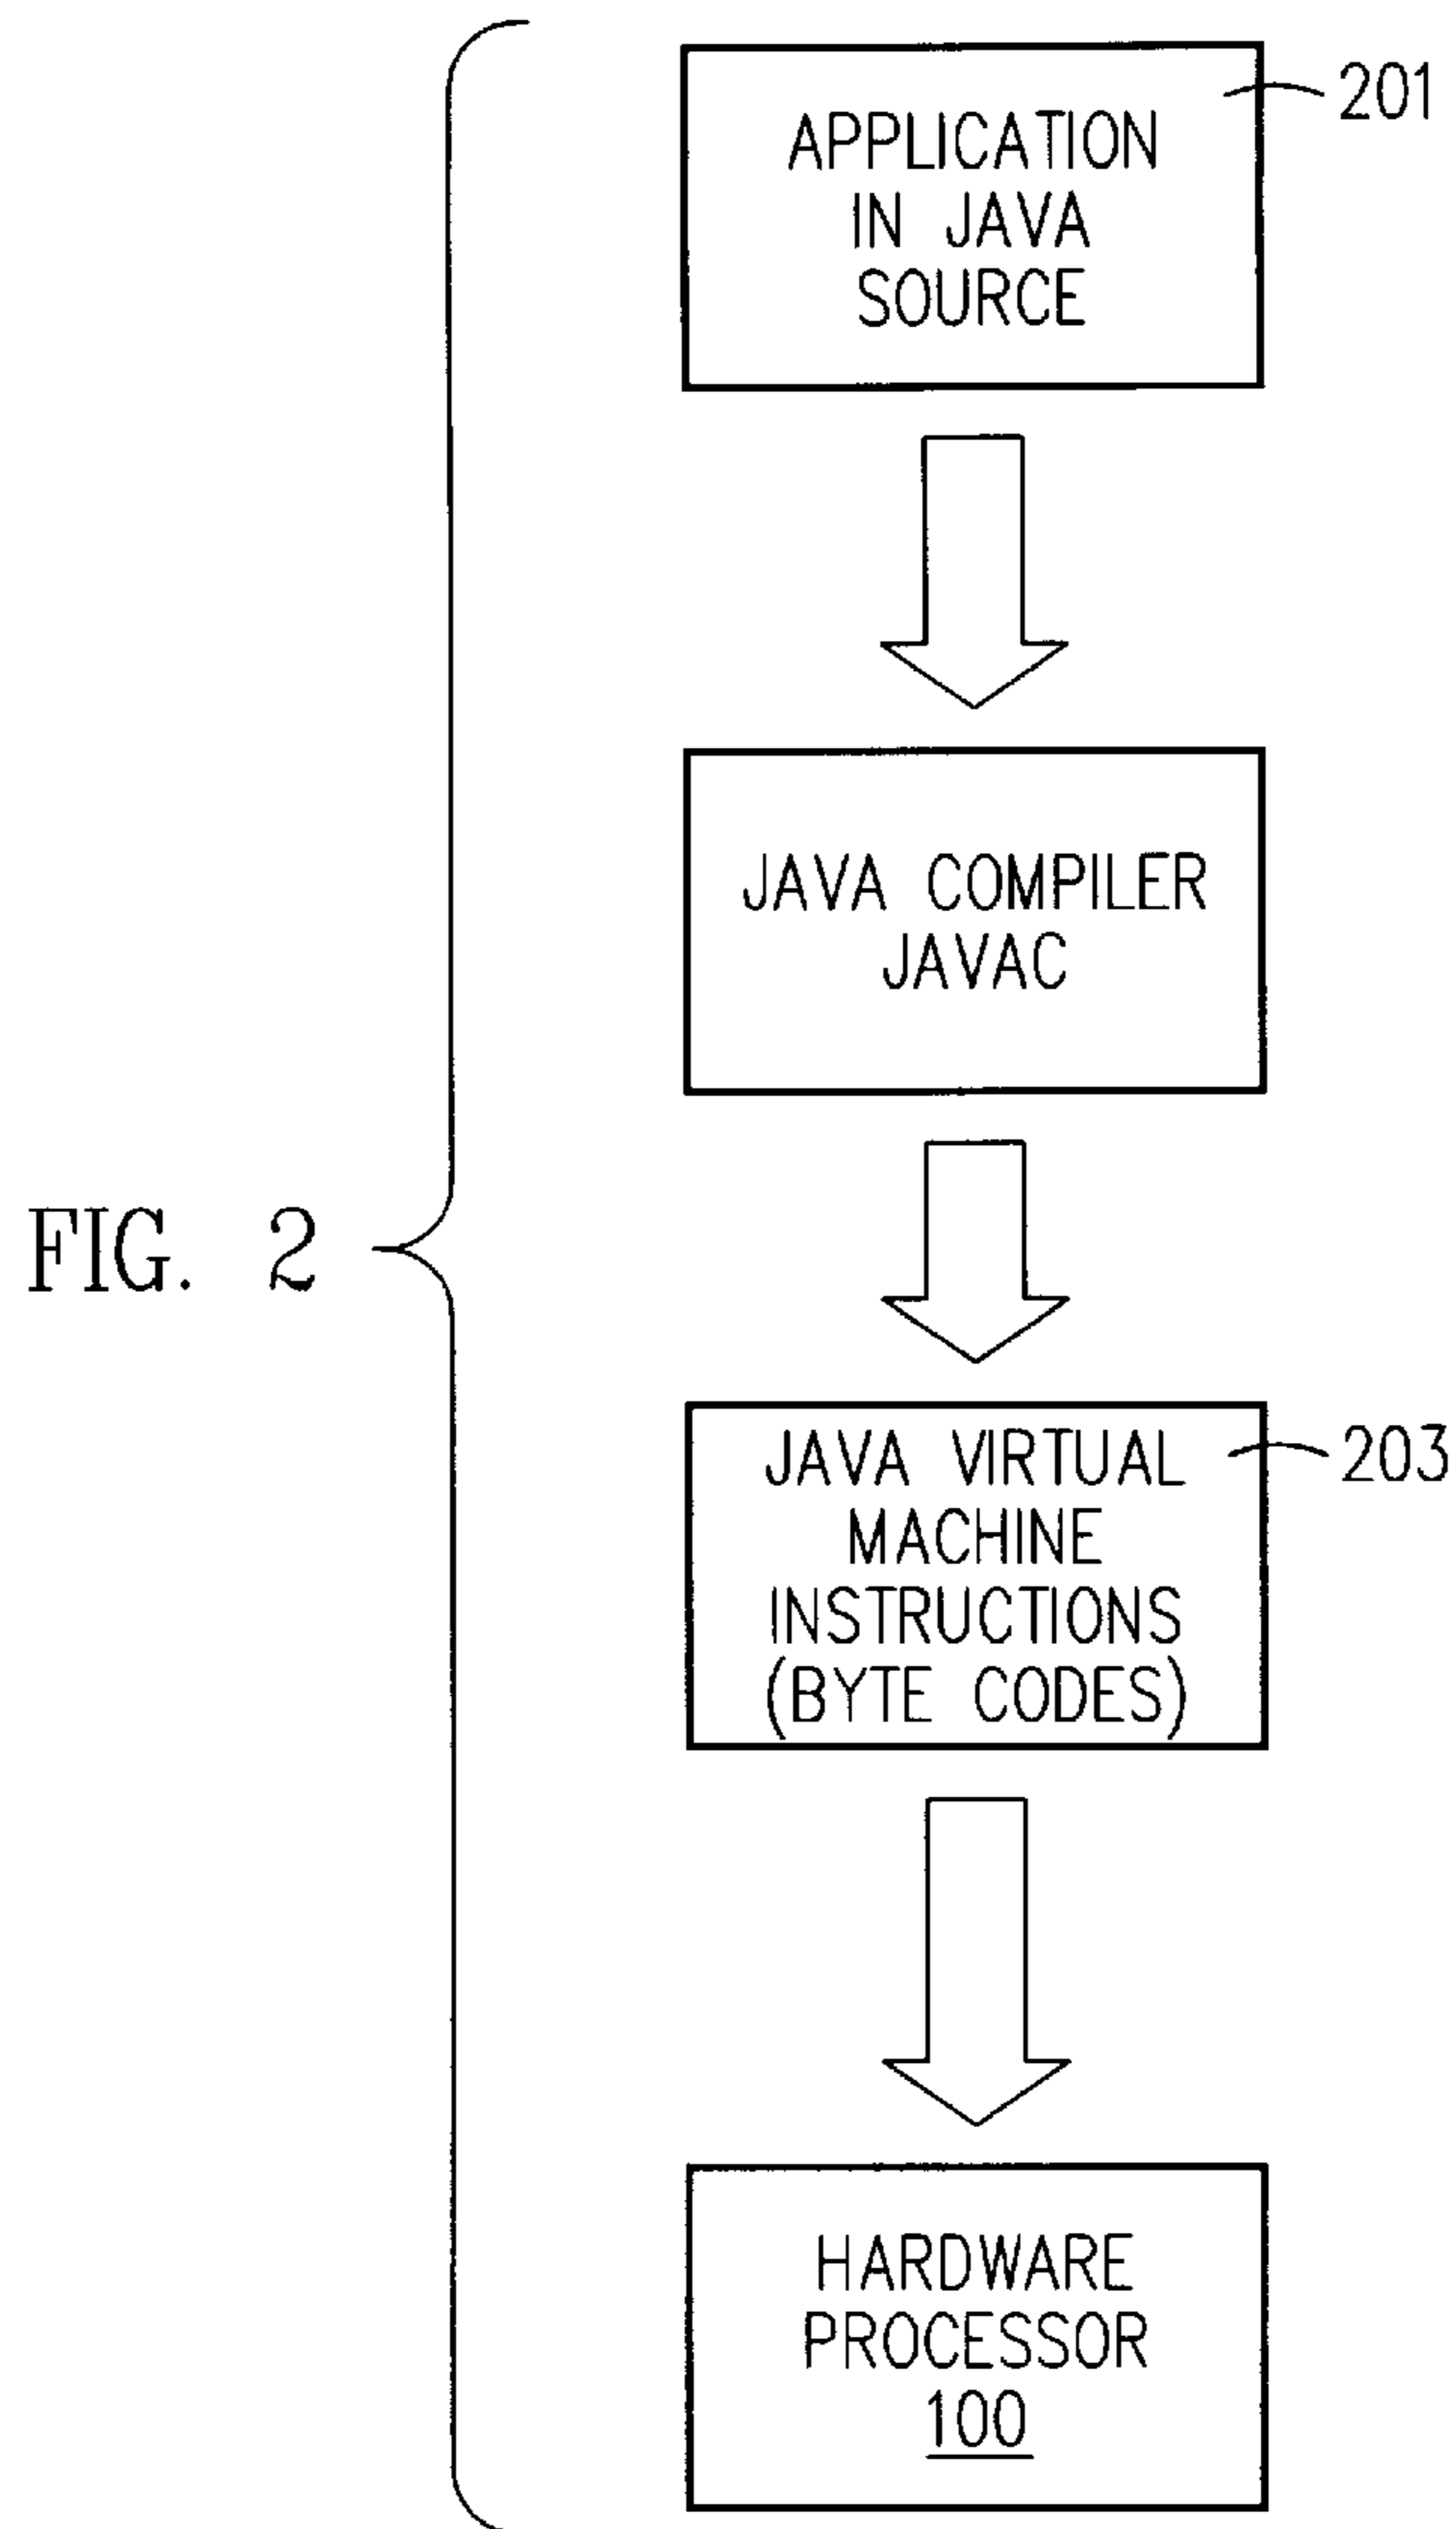 201
APPLICATION
IN JAVA
SOURCE
JAVA COMPILER
JAVAC
FIG. 2
203
JAVA VIRTUAL
MACHINE
INSTRUCTIONS
(BYTE CODES)
HARDWARE
PROCESSOR
100